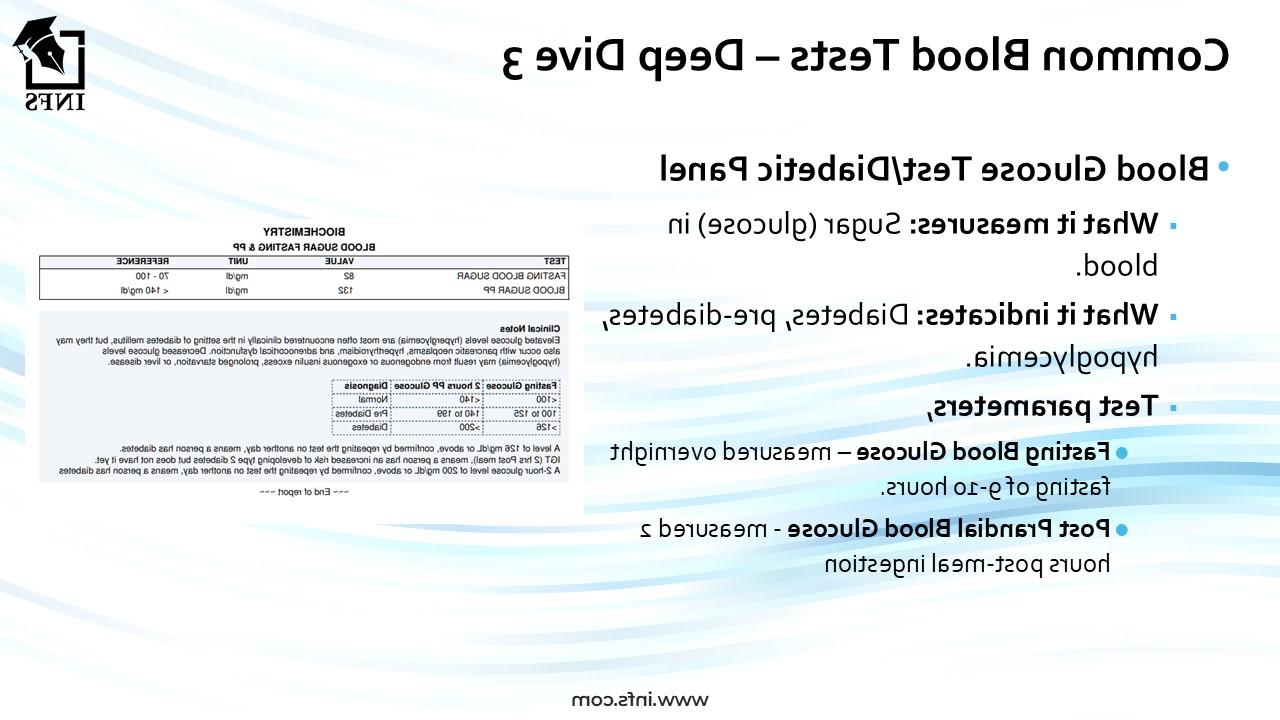 Common Blood Tests – Deep Dive 3
INFS
• Blood Glucose Test/Diabetic Panel
▪ What it measures: Sugar (glucose) in
blood.
▪ What it indicates: Diabetes, pre-diabetes,
hypoglycemia.
▪ Test parameters,
● Fasting Blood Glucose – measured overnight
fasting of 9-10 hours.
● Post Prandial Blood Glucose - measured 2
hours post-meal ingestion
BIOCHEMISTRY
BLOOD SUGAR FASTING & PP
TEST VALUE UNIT REFERENCE
FASTING BLOOD SUGAR 82 mg/dl 70 - 100
BLOOD SUGAR PP 132 mg/dl < 140 mg/dl
Clinical Notes
Elevated glucose levels (hyperglycemia) are most often encountered clinically in the setting of diabetes mellitus, but they may
also occur with pancreatic neoplasms, hyperthyroidism, and adrenocortical dysfunction. Decreased glucose levels
(hypoglycemia) may result from endogenous or exogenous insulin excess, prolonged starvation, or liver disease.
Fasting Glucose 2 hours PP Glucose Diagnosis
<100 <140 Normal
100 to 125 140 to 199 Pre Diabetes
>126 >200 Diabetes
A level of 126 mg/dL or above, confirmed by repeating the test on another day, means a person has diabetes.
IGT (2 hrs Post meal), means a person has an increased risk of developing type 2 diabetes but does not have it yet.
A 2-hour glucose level of 200 mg/dL or above, confirmed by repeating the test on another day, means a person has diabetes
~~~ End of report ~~~
www.infs.com